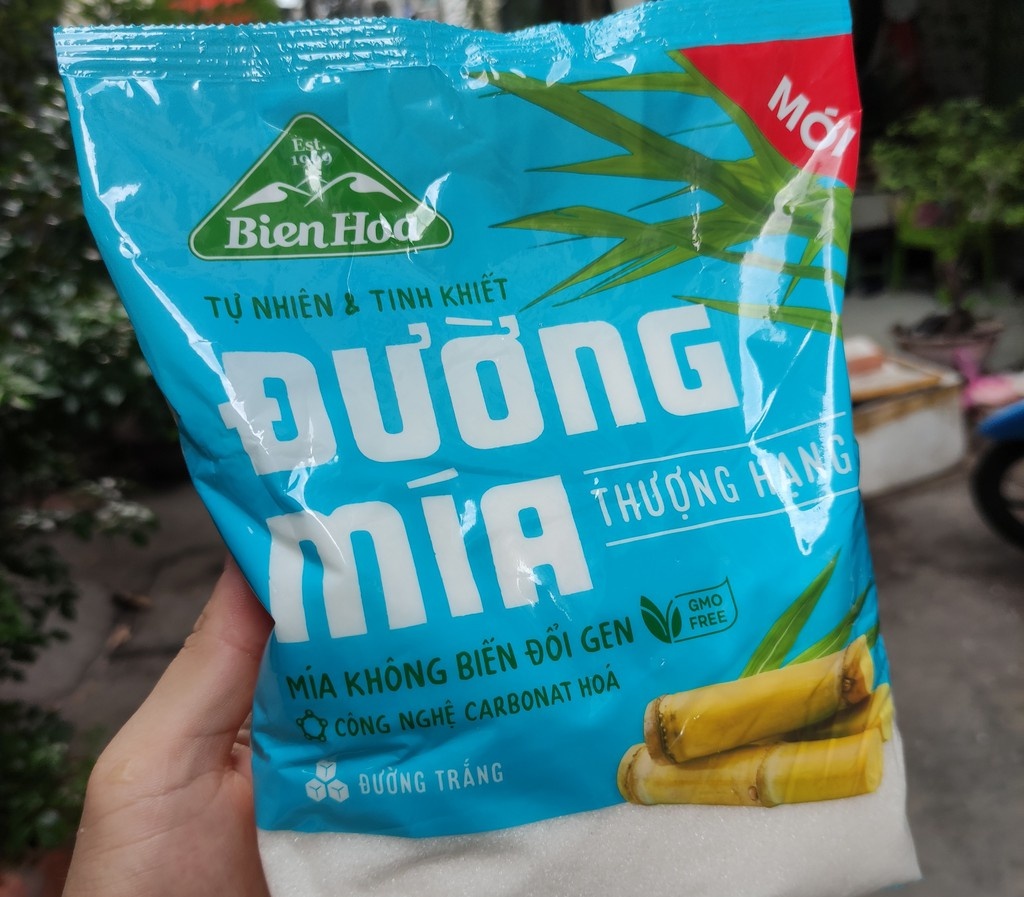 MỚI
Est.
1969
Bien Hoa
TỰ NHIÊN & TINH KHIẾT
ĐƯỜNG
MÍA
THƯỢNG HẠNG
MÍA KHÔNG BIẾN ĐỔI GEN
GMO
FREE
CÔNG NGHỆ CARBONAT HOÁ
ĐƯỜNG TRẮNG